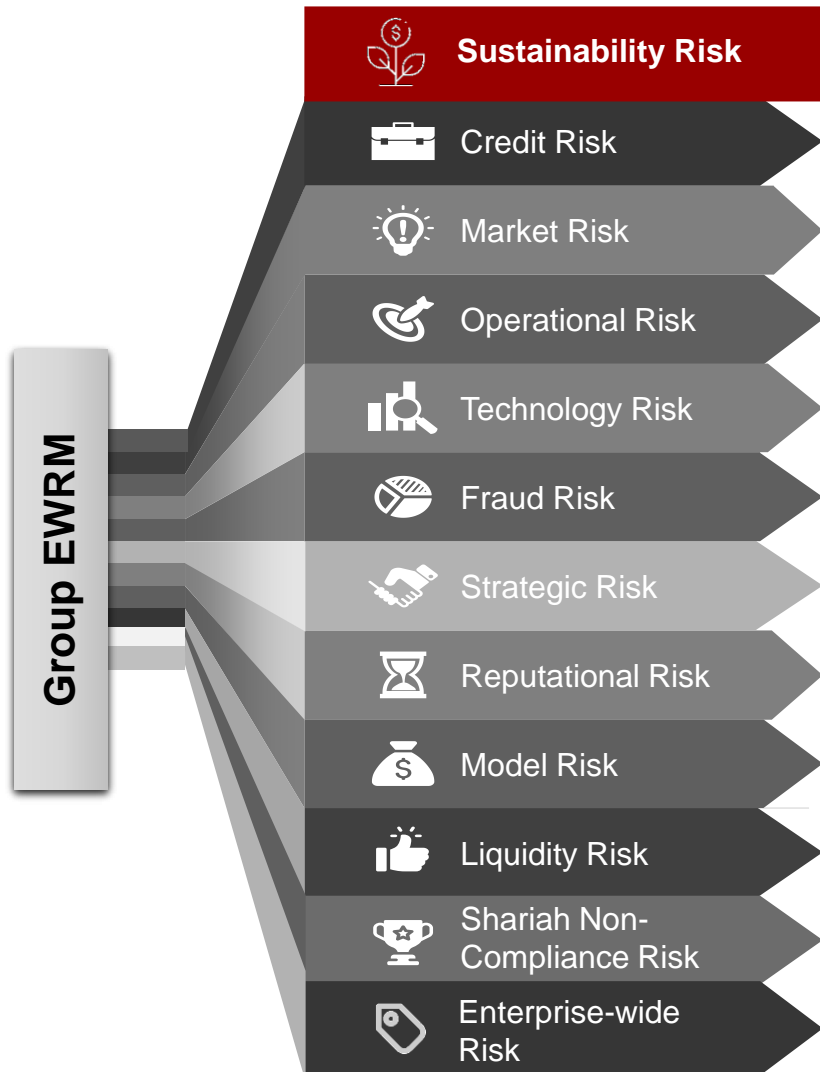 Sustainability Risk
Credit Risk
Market Risk
Operational Risk
Technology Risk
Fraud Risk
Strategic Risk
Reputational Risk
Model Risk
Liquidity Risk
Shariah Non-
Compliance Risk
Enterprise-wide
Risk
Group EWRM
$
$